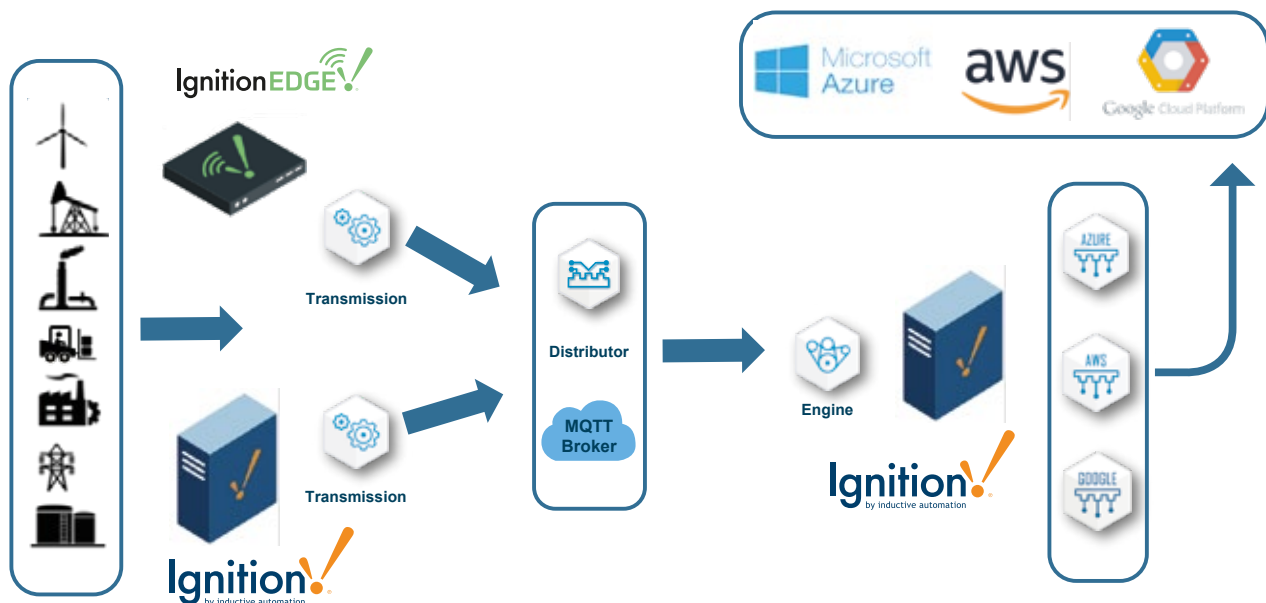 IgnitionEDGE!
Microsoft
Azure
aws
Google Cloud Platform
Transmission
Distributor
MQTT
Broker
Transmission
Ignition!
by inductive automation
Engine
Ignition!
by inductive automation
AZURE
AWS
GOOGLE